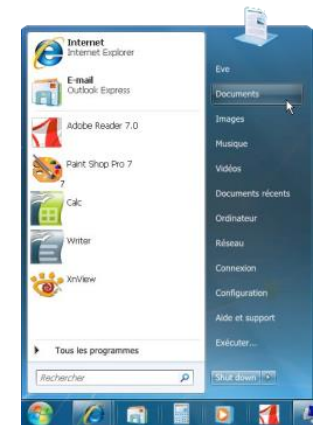 Internet
Internet Explorer
E-mail
Outlook Express
Adobe Reader 7.0
Paint Shop Pro 7
7
Calc
Writer
XnView
Tous les programmes
Rechercher
Eve
Documents
Images
Musique
Vidéos
Documents récents
Ordinateur
Réseau
Connexion
Configuration
Aide et support
Exécuter...
Shut down